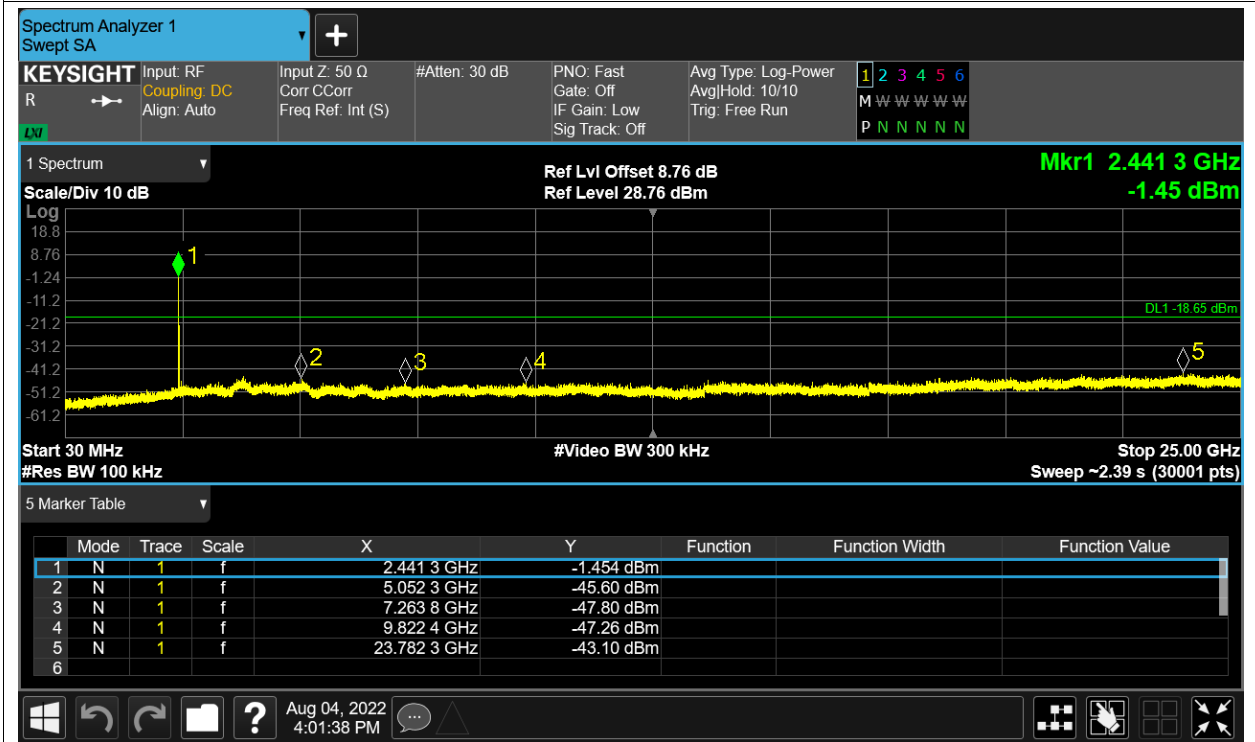 Spectrum Analyzer 1
Swept SA
KEYSIGHT
R
LXI
Input: RF
Coupling: DC
Align: Auto
Input Z: 50 Ω
Corr CCorr
Freq Ref: Int (S)
#Atten: 30 dB
PNO: Fast
Gate: Off
IF Gain: Low
Sig Track: Off
Avg Type: Log-Power
Avg|Hold: 10/10
Trig: Free Run
1 2 3 4 5 6
M W W W W W
P N N N N N
1 Spectrum
Scale/Div 10 dB
Ref Lvl Offset 8.76 dB
Ref Level 28.76 dBm
Mkr1 2.441 3 GHz
-1.45 dBm
Log
18.8
8.76
-1.24
-11.2
-21.2
-31.2
-41.2
-51.2
-61.2
1
2
3
4
5
DL1 -18.65 dBm
Start 30 MHz
#Video BW 300 kHz
Stop 25.00 GHz
#Res BW 100 kHz
Sweep ~2.39 s (30001 pts)
5 Marker Table
Mode Trace Scale X Y Function Function Width Function Value
1 N 1 f 2.441 3 GHz -1.454 dBm
2 N 1 f 5.052 3 GHz -45.60 dBm
3 N 1 f 7.263 8 GHz -47.80 dBm
4 N 1 f 9.822 4 GHz -47.26 dBm
5 N 1 f 23.782 3 GHz -43.10 dBm
6
?
Aug 04, 2022
4:01:38 PM